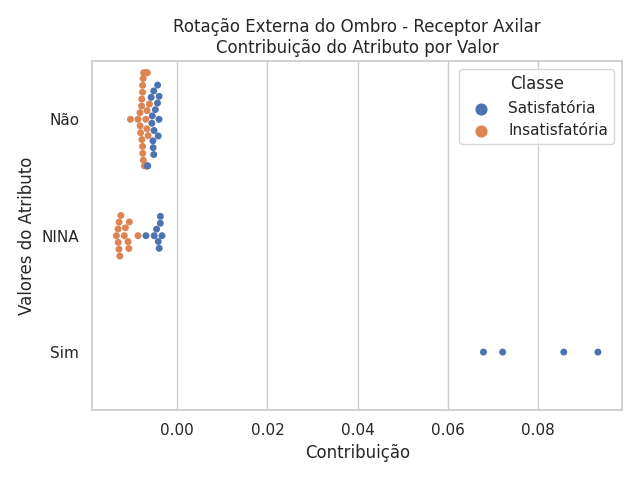 Rotação Externa do Ombro - Receptor Axilar
Contribuição do Atributo por Valor
Classe
Satisfatória
Insatisfatória
Valores do Atributo
Não
NINA
Sim
0.00 0.02 0.04 0.06 0.08
Contribuição